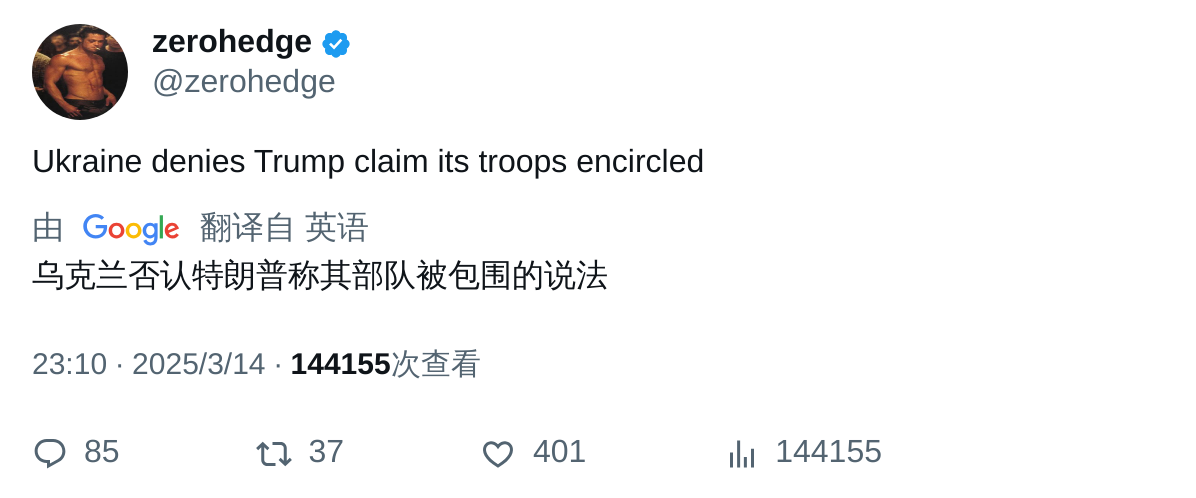 zerohedge
@zerohedge
Ukraine denies Trump claim its troops encircled
由 Google 翻译自 英语
乌克兰否认特朗普称其部队被包围的说法
23:10 · 2025/3/14 · 144155次查看
85 37 401 144155